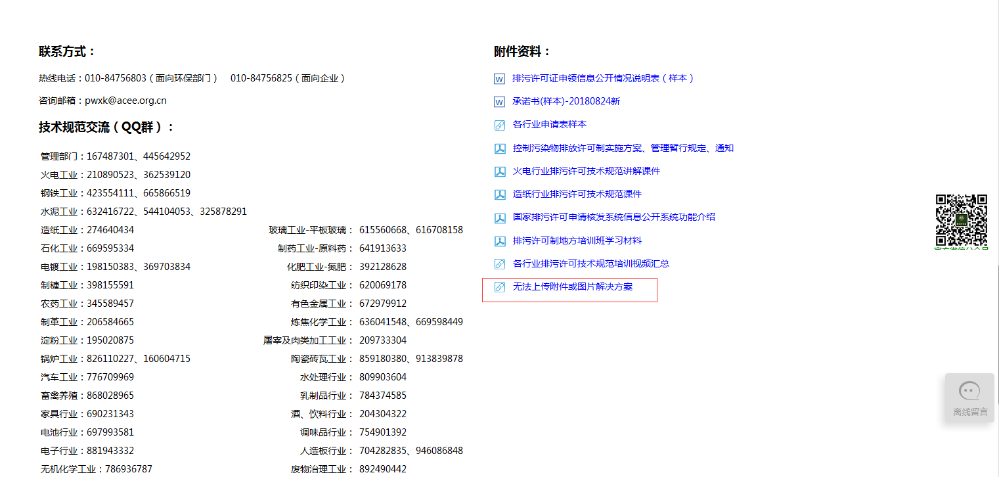 联系方式：
热线电话：010-84756803（面向环保部门） 010-84756825（面向企业）
咨询邮箱：pwxk@acee.org.cn
技术规范交流（QQ群）：
管理部门：167487301、445642952
火电工业：210890523、362539120
钢铁工业：423554111、665866519
水泥工业：632416722、544104053、325878291
造纸工业：274640434
玻璃工业-平板玻璃： 615560668、616708158
石化工业：669595334
制药工业-原料药： 641913633
电镀工业：198150383、369703834
化肥工业-氮肥： 392128628
制糖工业：398155591
纺织印染工业： 620069178
农药工业：345589457
有色金属工业： 672979912
制革工业：206584665
炼焦化学工业： 636041548、669598449
淀粉工业：195020875
屠宰及肉类加工工业： 209733304
锅炉工业：826110227、160604715
陶瓷砖瓦工业： 859180380、913839878
汽车工业：776709969
水处理行业： 809903604
畜禽养殖：868028965
乳制品行业： 784374585
家具行业：690231343
酒、饮料行业： 204304322
电池行业：697993581
调味品行业： 754901392
电子行业：881943332
人造板行业： 704282835、946086848
无机化学工业：786936787
废物治理工业： 892490442
附件资料：
排污许可证申领信息公开情况说明表（样本）
承诺书(样本)-20180824新
各行业申请表样本
控制污染物排放许可制实施方案、管理暂行规定、通知
火电行业排污许可技术规范讲解课件
造纸行业排污许可技术规范课件
国家排污许可申请核发系统信息公开系统功能介绍
排污许可制地方培训班学习材料
各行业排污许可技术规范培训视频汇总
无法上传附件或图片解决方案
官方微信公众号
离线留言